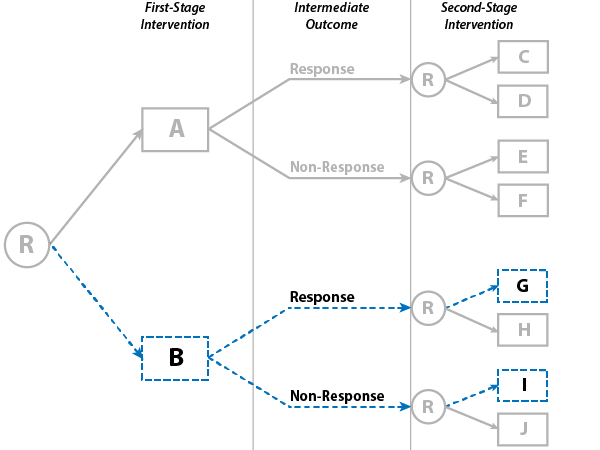 First-Stage
Intervention
Intermediate
Outcome
Second-Stage
Intervention
Response
R
C
D
A
Non-Response
R
E
F
R
Response
R
G
H
B
Non-Response
R
I
J